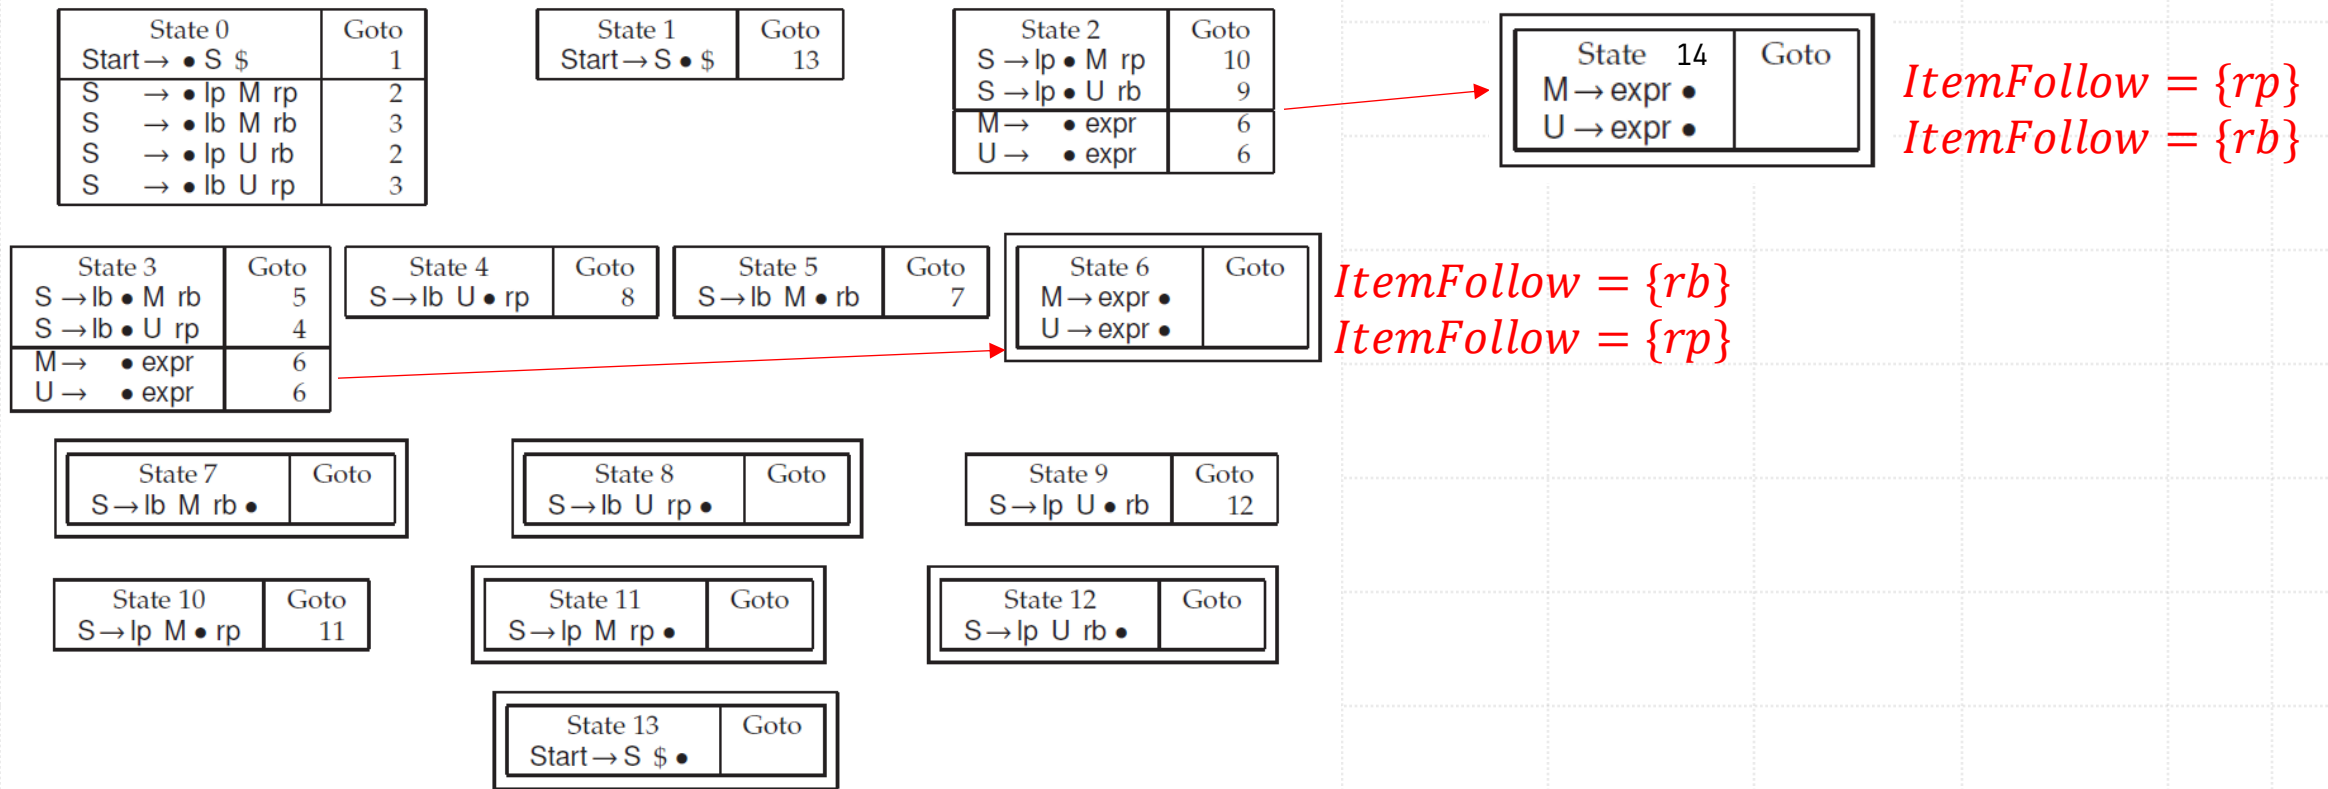 State 0 Goto
Start → • S $ 1
S → • lp M rp 2
S → • lb M rb 3
S → • lp U rb 2
S → • lb U rp 3
State 1 Goto
Start → S • $ 13
State 2 Goto
S → lp • M rp 10
S → lp • U rb 9
M → • expr 6
U → • expr 6
State 14 Goto
M → expr •
U → expr •
ItemFollow = {rp}
ItemFollow = {rb}
State 3 Goto
S → lb • M rb 5
S → lb • U rp 4
M → • expr 6
U → • expr 6
State 4 Goto
S → lb U • rp 8
State 5 Goto
S → lb M • rb 7
State 6 Goto
M → expr •
U → expr •
ItemFollow = {rb}
ItemFollow = {rp}
State 7 Goto
S → lb M rb •
State 8 Goto
S → lb U rp •
State 9 Goto
S → lp U • rb 12
State 10 Goto
S → lp M • rp 11
State 11 Goto
S → lp M rp •
State 12 Goto
S → lp U rb •
State 13 Goto
Start → S $ •